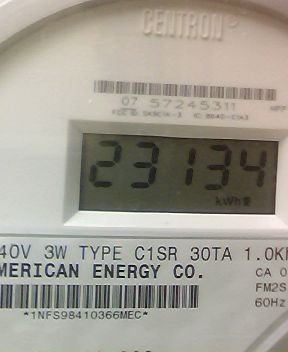 CENTRON®
07 57245311
23134
kWh
40V 3W TYPE C1SR 30TA 1.0Kh
MERICAN ENERGY CO.
CA 0
FM2S
60Hz
*1NFS98410366MEC*